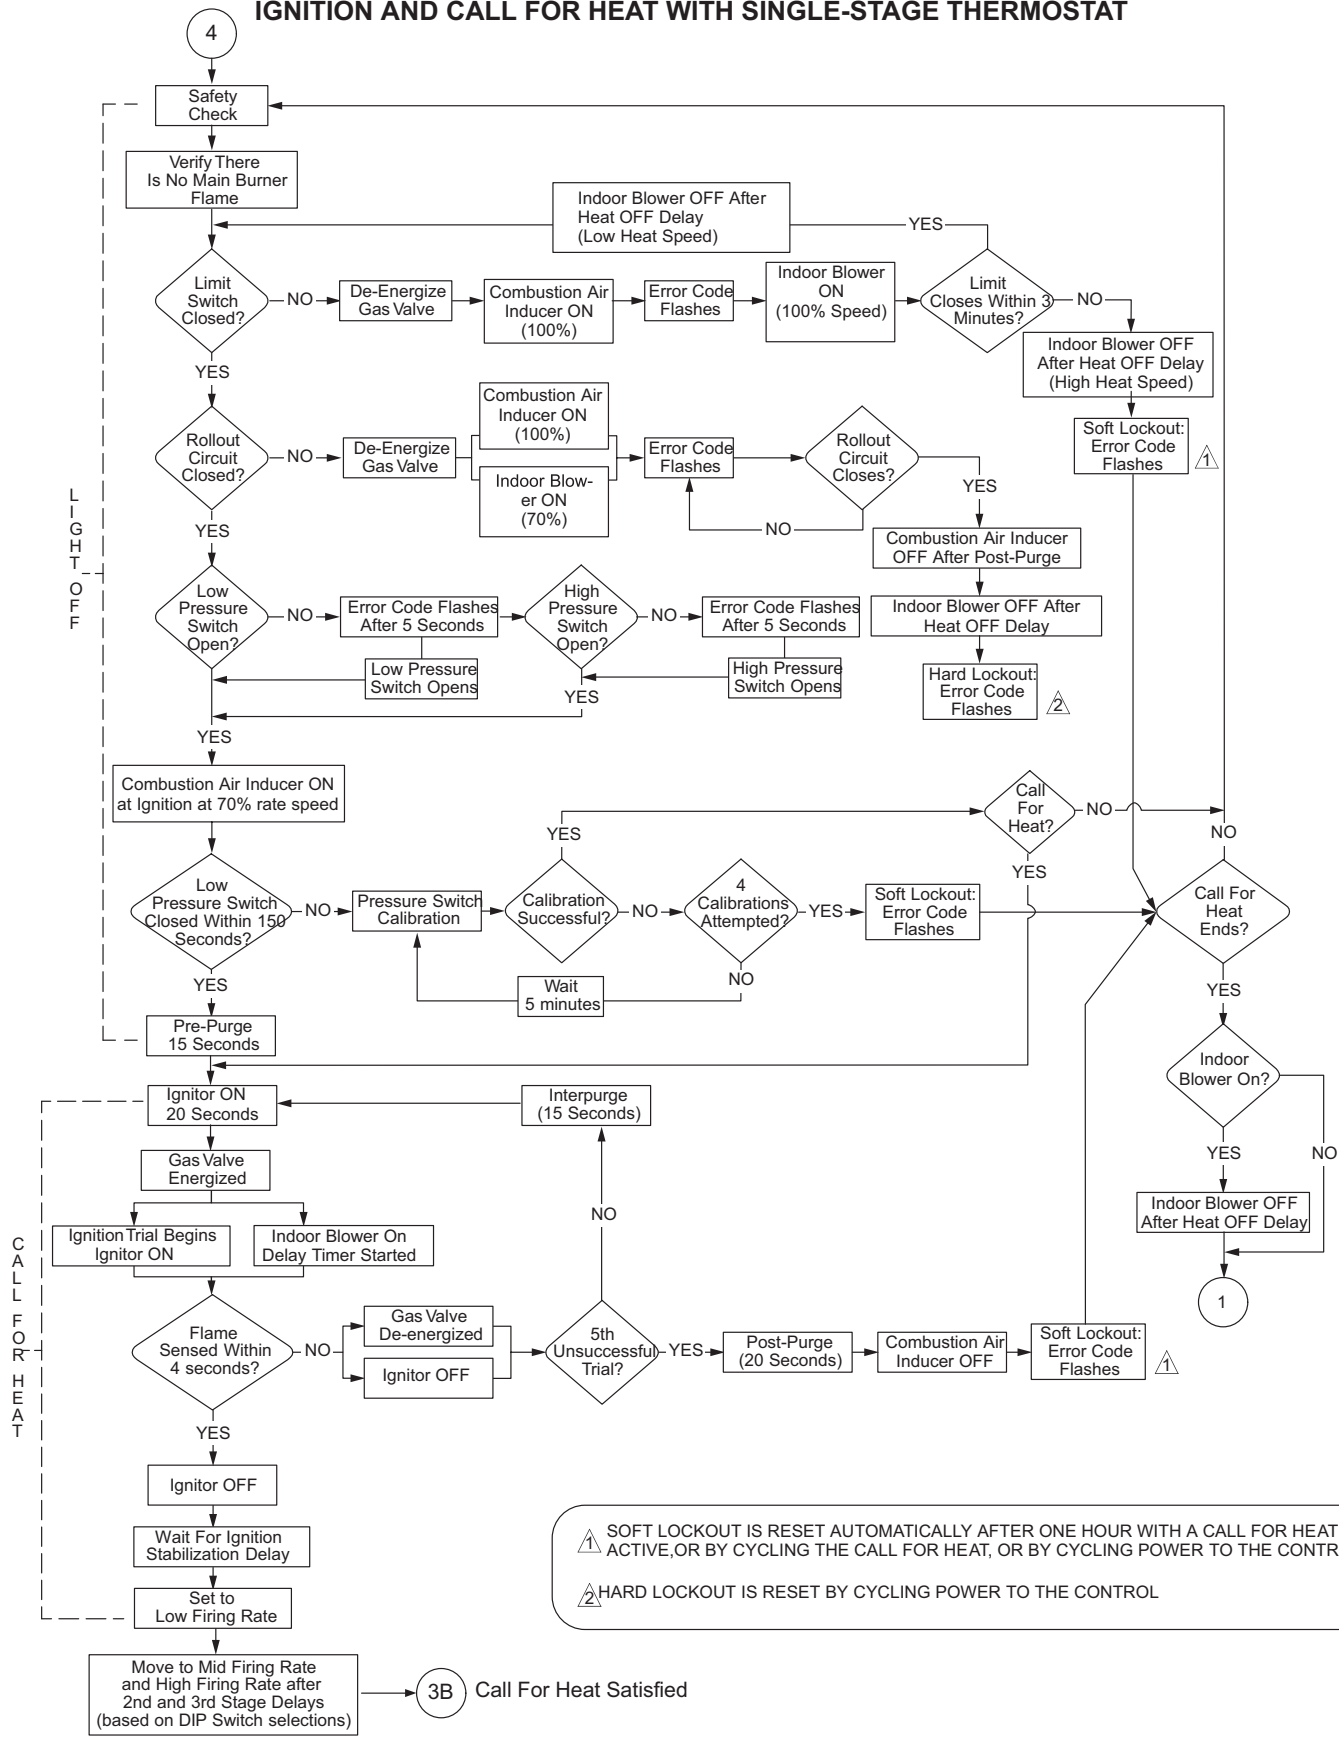 IGNITION AND CALL FOR HEAT WITH SINGLE-STAGE THERMOSTAT
4
Safety
Check
Verify There
Is No Main Burner
Flame
Indoor Blower OFF After
Heat OFF Delay
(Low Heat Speed)
YES
Limit
Switch
Closed?
NO
De-Energize
Gas Valve
Combustion Air
Inducer ON
(100%)
Error Code
Flashes
Indoor Blower
ON
(100% Speed)
Limit
Closes Within 3
Minutes?
NO
Indoor Blower OFF
After Heat OFF Delay
(High Heat Speed)
Soft Lockout:
Error Code
Flashes
1
YES
Rollout
Circuit
Closed?
NO
De-Energize
Gas Valve
Combustion Air
Inducer ON
(100%)
Indoor Blow-
er ON
(70%)
Error Code
Flashes
Rollout
Circuit
Closes?
NO
YES
Combustion Air Inducer
OFF After Post-Purge
Indoor Blower OFF After
Heat OFF Delay
Hard Lockout:
Error Code
Flashes
2
LIGHT OFF
YES
Low
Pressure
Switch
Open?
NO
Error Code Flashes
After 5 Seconds
Low Pressure
Switch Opens
High
Pressure
Switch
Open?
NO
Error Code Flashes
After 5 Seconds
High Pressure
Switch Opens
YES
YES
Combustion Air Inducer ON
at Ignition at 70% rate speed
Low
Pressure Switch
Closed Within 150
Seconds?
NO
Pressure Switch
Calibration
Calibration
Successful?
YES
Call
For
Heat?
NO
YES
NO
4
Calibrations
Attempted?
YES
Soft Lockout:
Error Code
Flashes
NO
Wait
5 minutes
NO
Call For
Heat
Ends?
YES
Indoor
Blower On?
YES
NO
Indoor Blower OFF
After Heat OFF Delay
1
YES
Pre-Purge
15 Seconds
Ignitor ON
20 Seconds
Interpurge
(15 Seconds)
Gas Valve
Energized
Ignition Trial Begins
Ignitor ON
Indoor Blower On
Delay Timer Started
CALL FOR HEAT
Flame
Sensed Within
4 seconds?
NO
Gas Valve
De-energized
Ignitor OFF
5th
Unsuccessful
Trial?
NO
YES
Post-Purge
(20 Seconds)
Combustion Air
Inducer OFF
Soft Lockout:
Error Code
Flashes
1
YES
Ignitor OFF
Wait For Ignition
Stabilization Delay
Set to
Low Firing Rate
Move to Mid Firing Rate
and High Firing Rate after
2nd and 3rd Stage Delays
(based on DIP Switch selections)
3B
Call For Heat Satisfied
1 SOFT LOCKOUT IS RESET AUTOMATICALLY AFTER ONE HOUR WITH A CALL FOR HEAT
ACTIVE,OR BY CYCLING THE CALL FOR HEAT, OR BY CYCLING POWER TO THE CONTR
2 HARD LOCKOUT IS RESET BY CYCLING POWER TO THE CONTROL